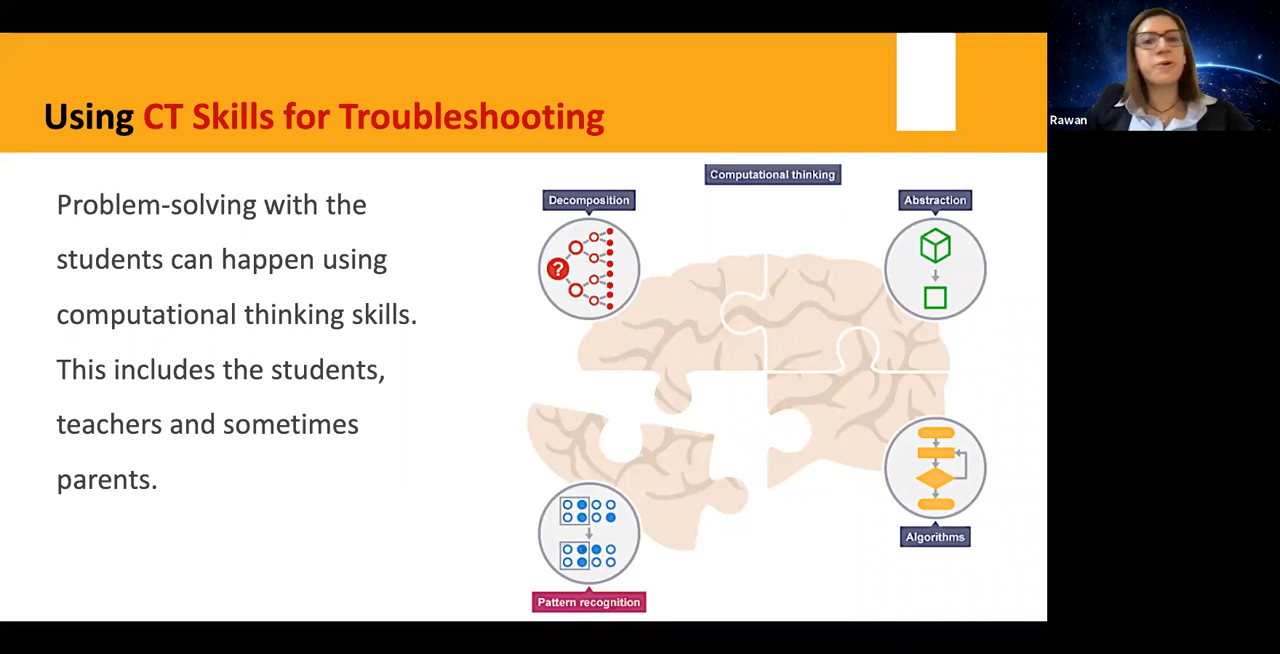 Using CT Skills for Troubleshooting
Problem-solving with the
students can happen using
computational thinking skills.
This includes the students,
teachers and sometimes
parents.
Computational thinking
Decomposition
?
Abstraction
Algorithms
Pattern recognition
Rawan